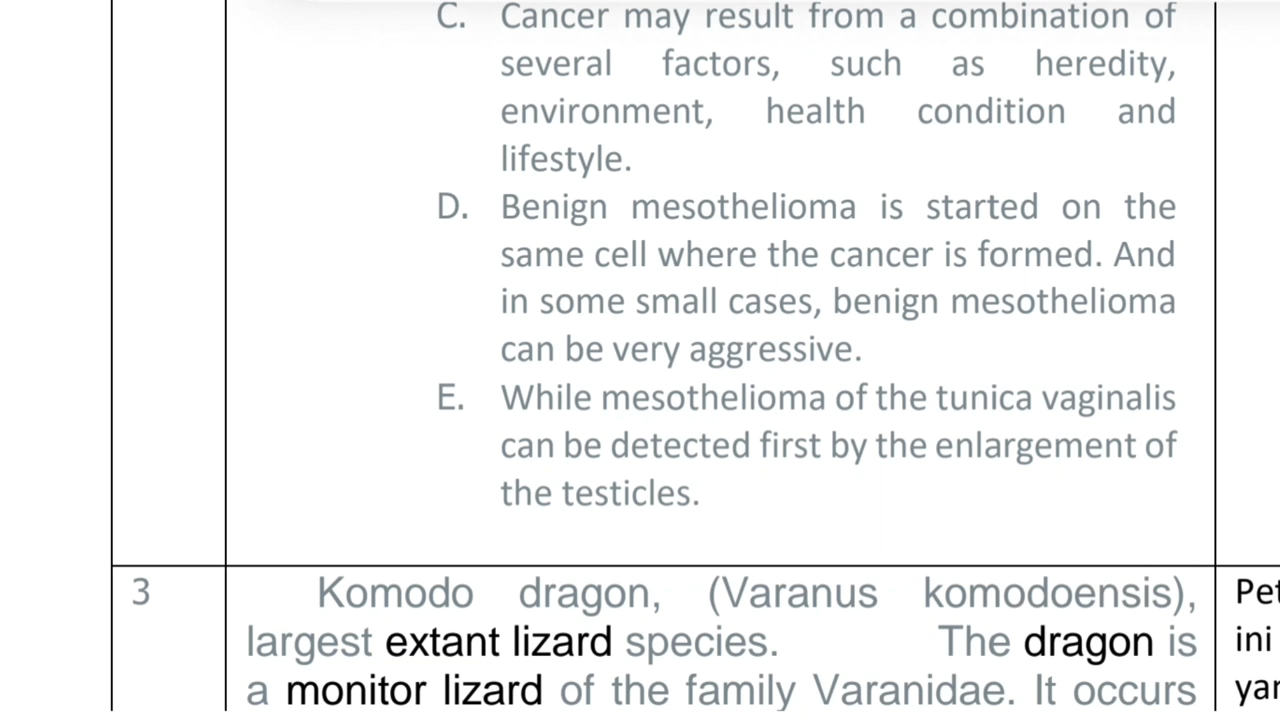 C. Cancer may result from a combination of
several factors, such as heredity,
environment, health condition and
lifestyle.
D. Benign mesothelioma is started on the
same cell where the cancer is formed. And
in some small cases, benign mesothelioma
can be very aggressive.
E. While mesothelioma of the tunica vaginalis
can be detected first by the enlargement of
the testicles.
3 Komodo dragon, (Varanus komodoensis),
largest extant lizard species. The dragon is
ini
a monitor lizard of the family Varanidae. It occurs